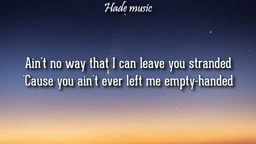 Hade music
Ain't no way that I can leave you stranded
'Cause you ain't ever left me empty-handed